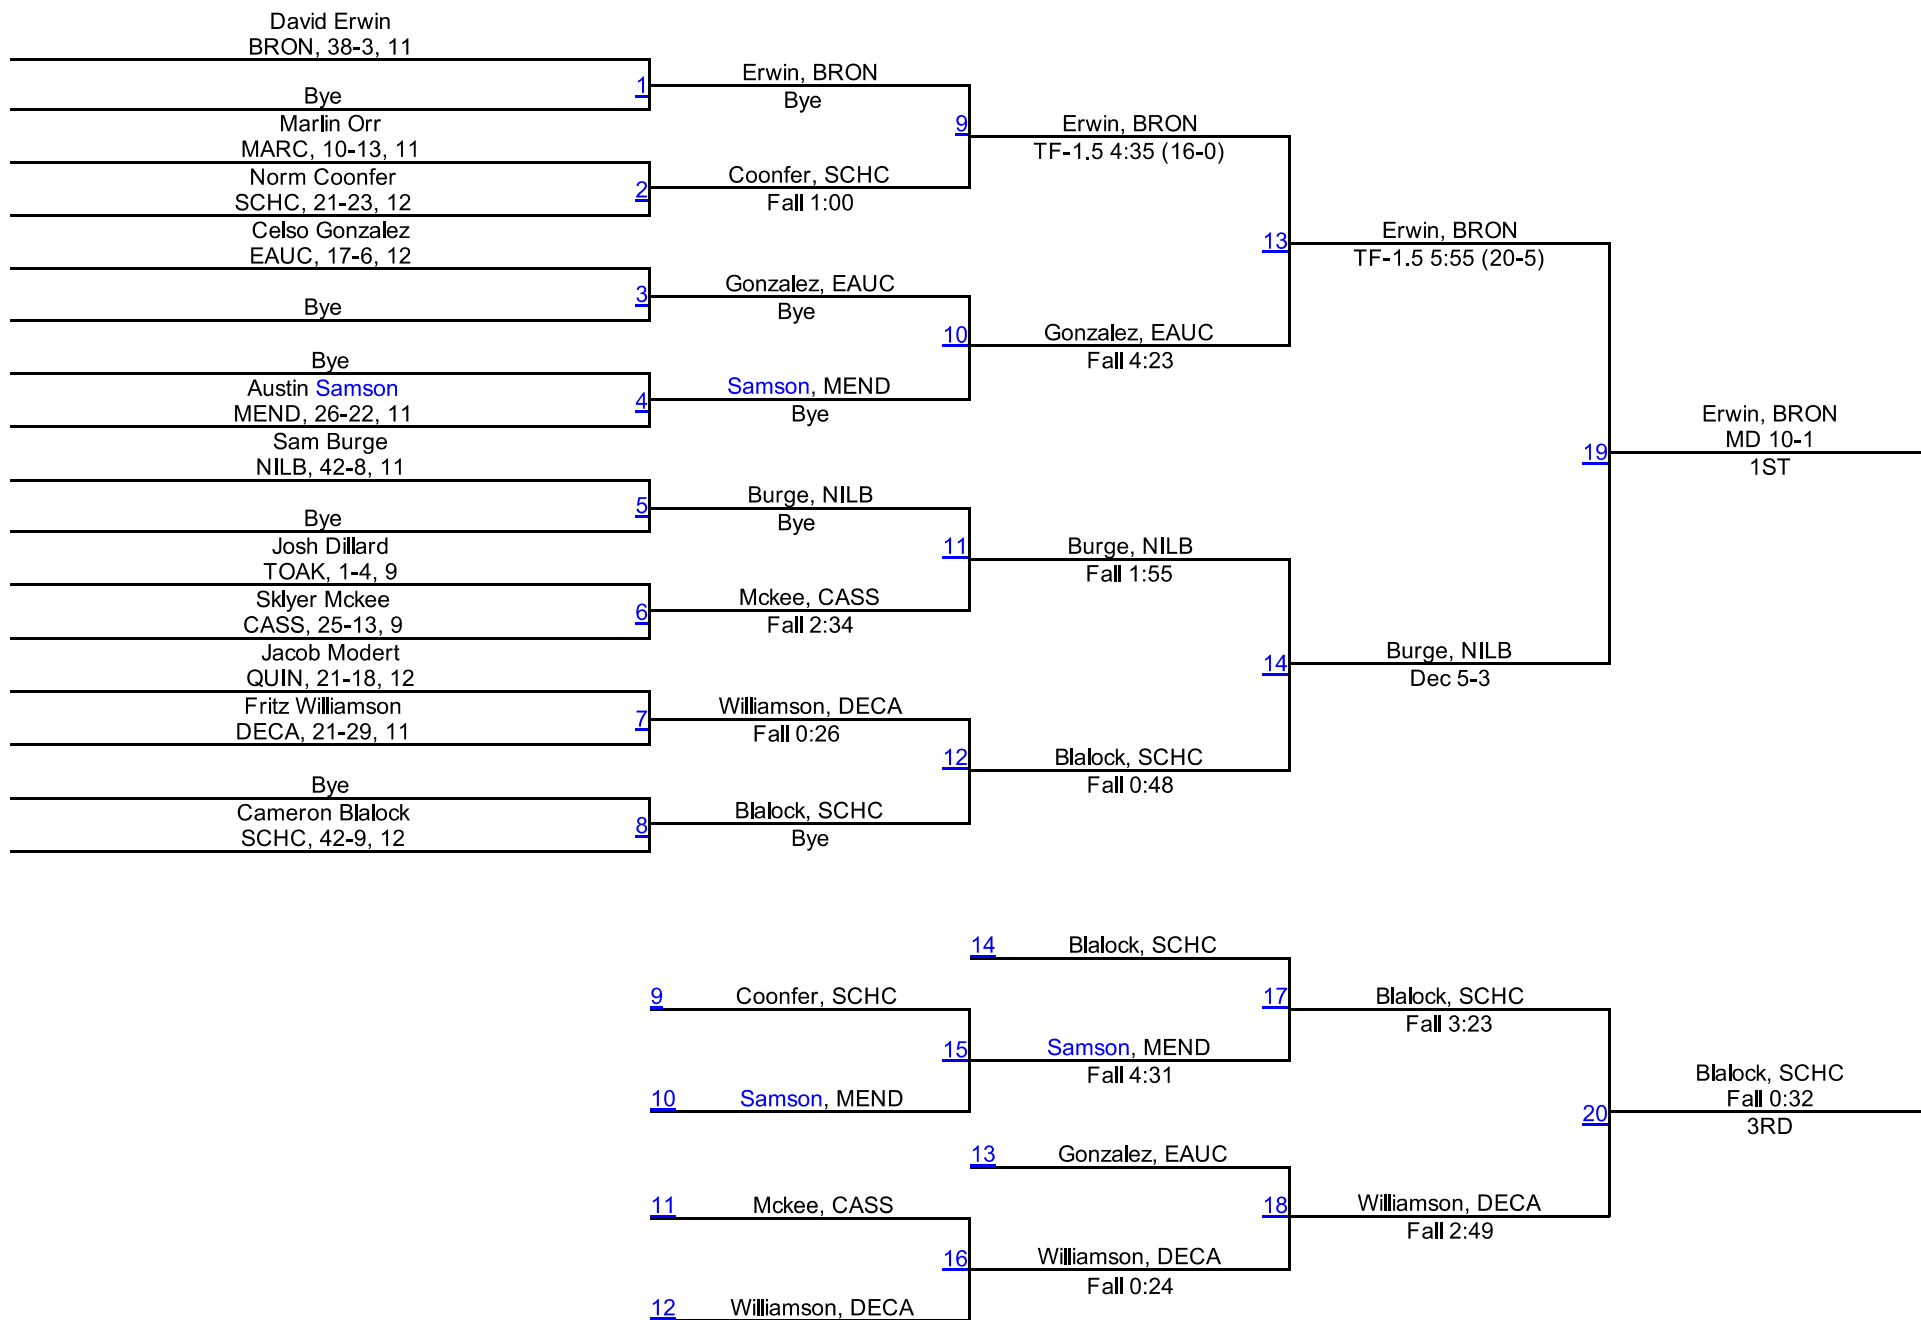 David Erwin
BRON, 38-3, 11
Bye
1
Erwin, BRON
Bye
Marlin Orr
MARC, 10-13, 11
Norm Coonfer
SCHC, 21-23, 12
2
Coonfer, SCHC
Fall 1:00
9
Erwin, BRON
TF-1.5 4:35 (16-0)
Celso Gonzalez
EAUC, 17-6, 12
Bye
3
Gonzalez, EAUC
Bye
Bye
Austin Samson
MEND, 26-22, 11
4
Samson, MEND
Bye
10
Gonzalez, EAUC
Fall 4:23
13
Erwin, BRON
TF-1.5 5:55 (20-5)
Sam Burge
NILB, 42-8, 11
Bye
5
Burge, NILB
Bye
Josh Dillard
TOAK, 1-4, 9
Sklyer Mckee
CASS, 25-13, 9
6
Mckee, CASS
Fall 2:34
11
Burge, NILB
Fall 1:55
Jacob Modert
QUIN, 21-18, 12
Fritz Williamson
DECA, 21-29, 11
7
Williamson, DECA
Fall 0:26
Bye
Cameron Blalock
SCHC, 42-9, 12
8
Blalock, SCHC
Bye
12
Blalock, SCHC
Fall 0:48
14
Burge, NILB
Dec 5-3
19
Erwin, BRON
MD 10-1
1ST
14
Blalock, SCHC
9
Coonfer, SCHC
10
Samson, MEND
15
Samson, MEND
Fall 4:31
17
Blalock, SCHC
Fall 3:23
13
Gonzalez, EAUC
11
Mckee, CASS
12
Williamson, DECA
16
Williamson, DECA
Fall 0:24
18
Williamson, DECA
Fall 2:49
20
Blalock, SCHC
Fall 0:32
3RD